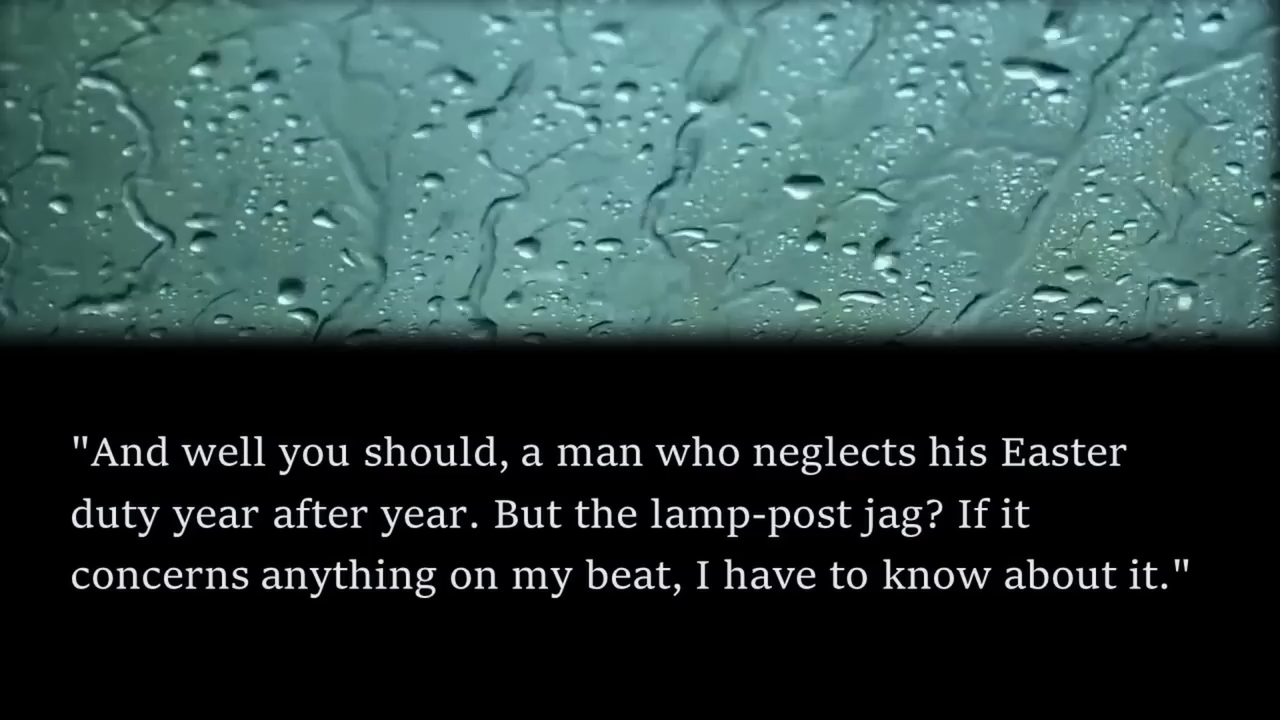 "And well you should, a man who neglects his Easter
duty year after year. But the lamp-post jag? If it
concerns anything on my beat, I have to know about it."